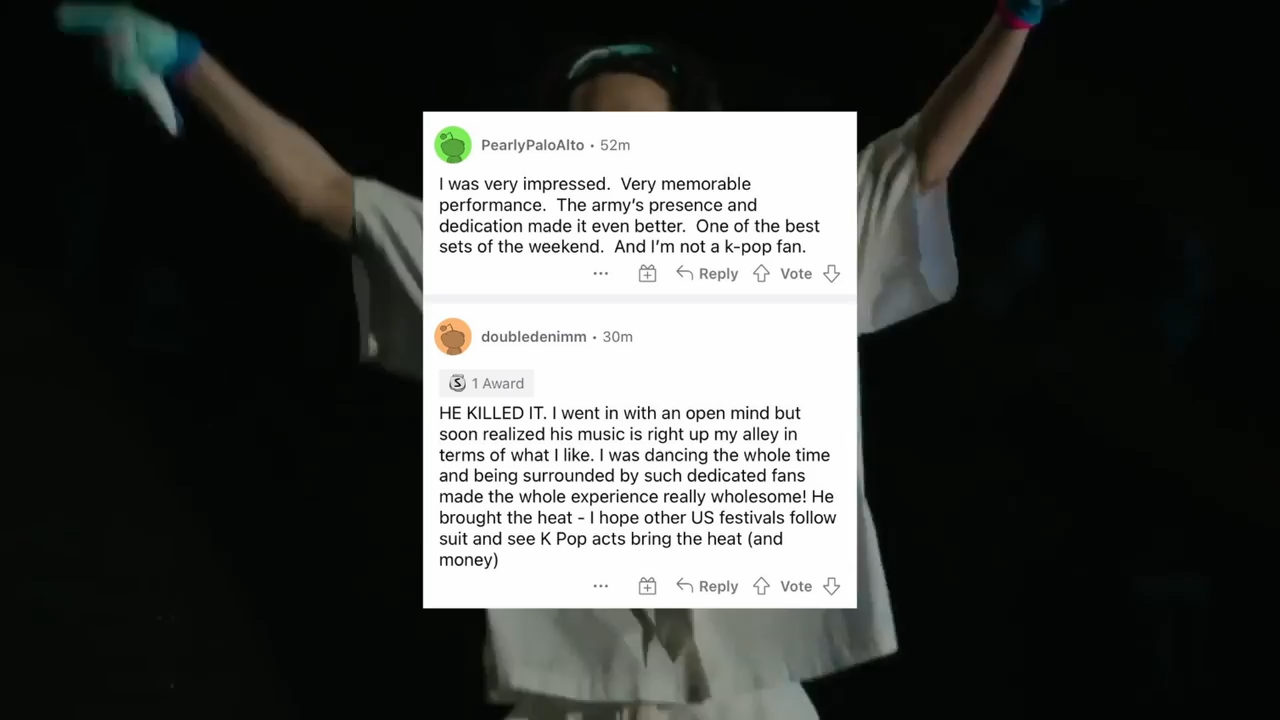 PearlyPaloAlto • 52m
I was very impressed.  Very memorable
performance.  The army’s presence and
dedication made it even better.  One of the best
sets of the weekend.  And I’m not a k-pop fan.
... Reply Vote
doubledenimm • 30m
S 1 Award
HE KILLED IT. I went in with an open mind but
soon realized his music is right up my alley in
terms of what I like. I was dancing the whole time
and being surrounded by such dedicated fans
made the whole experience really wholesome! He
brought the heat - I hope other US festivals follow
suit and see K Pop acts bring the heat (and
money)
... Reply Vote